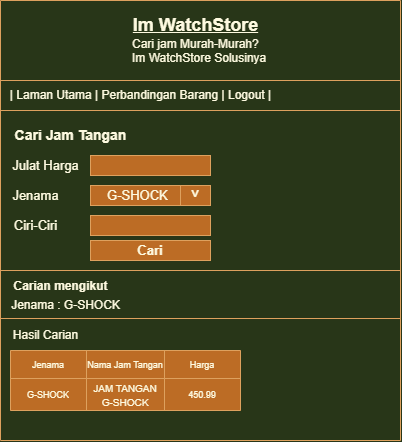 Im WatchStore
Cari jam Murah-Murah?
Im WatchStore Solusinya
| Laman Utama | Perbandingan Barang | Logout |
Cari Jam Tangan
Julat Harga
Jenama G-SHOCK v
Ciri-Ciri
Cari
Carian mengikut
Jenama : G-SHOCK
Hasil Carian
Jenama Nama Jam Tangan Harga
G-SHOCK JAM TANGAN G-SHOCK 450.99